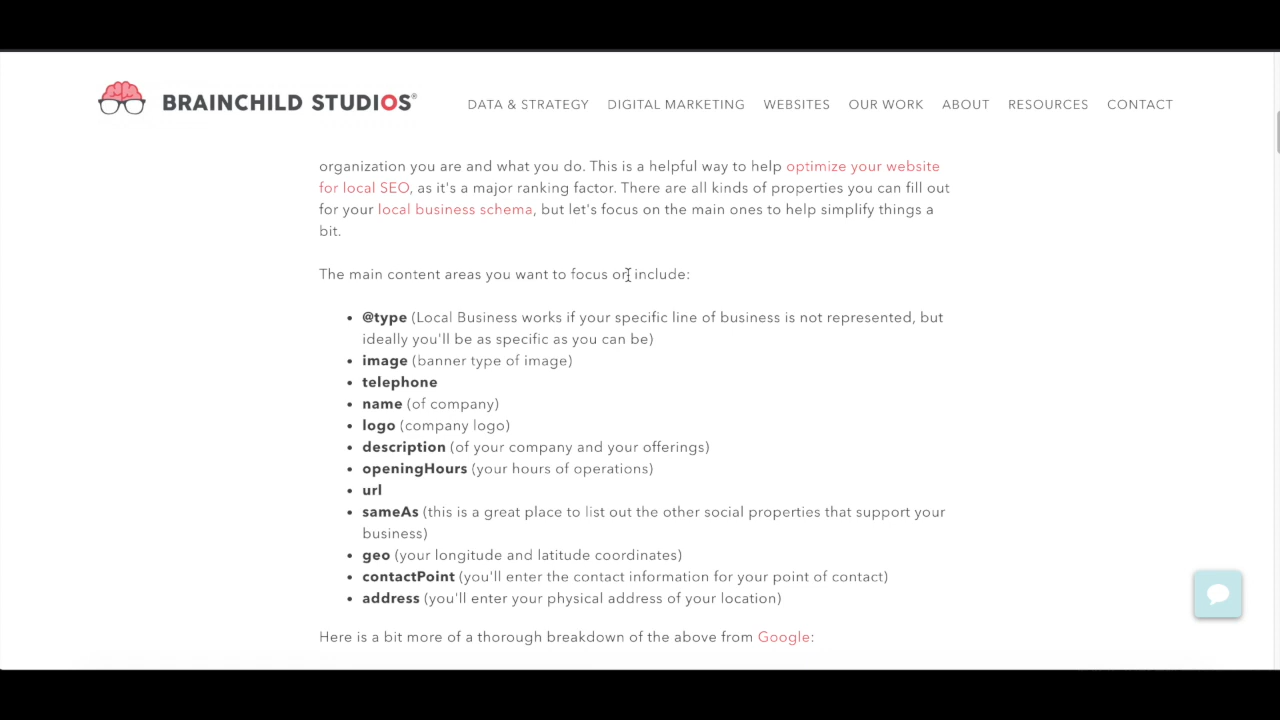 BRAINCHILD STUDIOS®
DATA & STRATEGY DIGITAL MARKETING WEBSITES OUR WORK ABOUT RESOURCES CONTACT
organization you are and what you do. This is a helpful way to help optimize your website
for local SEO, as it's a major ranking factor. There are all kinds of properties you can fill out
for your local business schema, but let's focus on the main ones to help simplify things a
bit.
The main content areas you want to focus on include:
• @type (Local Business works if your specific line of business is not represented, but
ideally you'll be as specific as you can be)
• image (banner type of image)
• telephone
• name (of company)
• logo (company logo)
• description (of your company and your offerings)
• openingHours (your hours of operations)
• url
• sameAs (this is a great place to list out the other social properties that support your
business)
• geo (your longitude and latitude coordinates)
• contactPoint (you'll enter the contact information for your point of contact)
• address (you'll enter your physical address of your location)
Here is a bit more of a thorough breakdown of the above from Google: